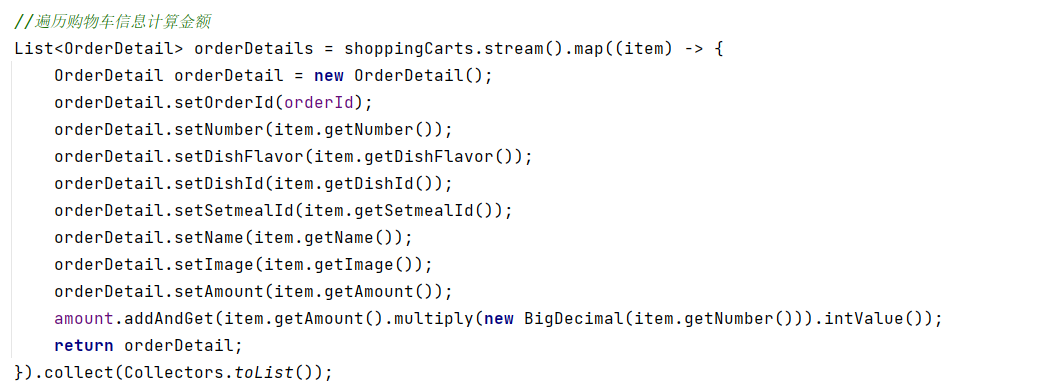 //遍历购物车信息计算金额
List<OrderDetail> orderDetails = shoppingCarts.stream().map((item) -> {
    OrderDetail orderDetail = new OrderDetail();
    orderDetail.setOrderId(orderId);
    orderDetail.setNumber(item.getNumber());
    orderDetail.setDishFlavor(item.getDishFlavor());
    orderDetail.setDishId(item.getDishId());
    orderDetail.setSetmealId(item.getSetmealId());
    orderDetail.setName(item.getName());
    orderDetail.setImage(item.getImage());
    orderDetail.setAmount(item.getAmount());
    amount.addAndGet(item.getAmount().multiply(new BigDecimal(item.getNumber())).intValue());
    return orderDetail;
}).collect(Collectors.toList());